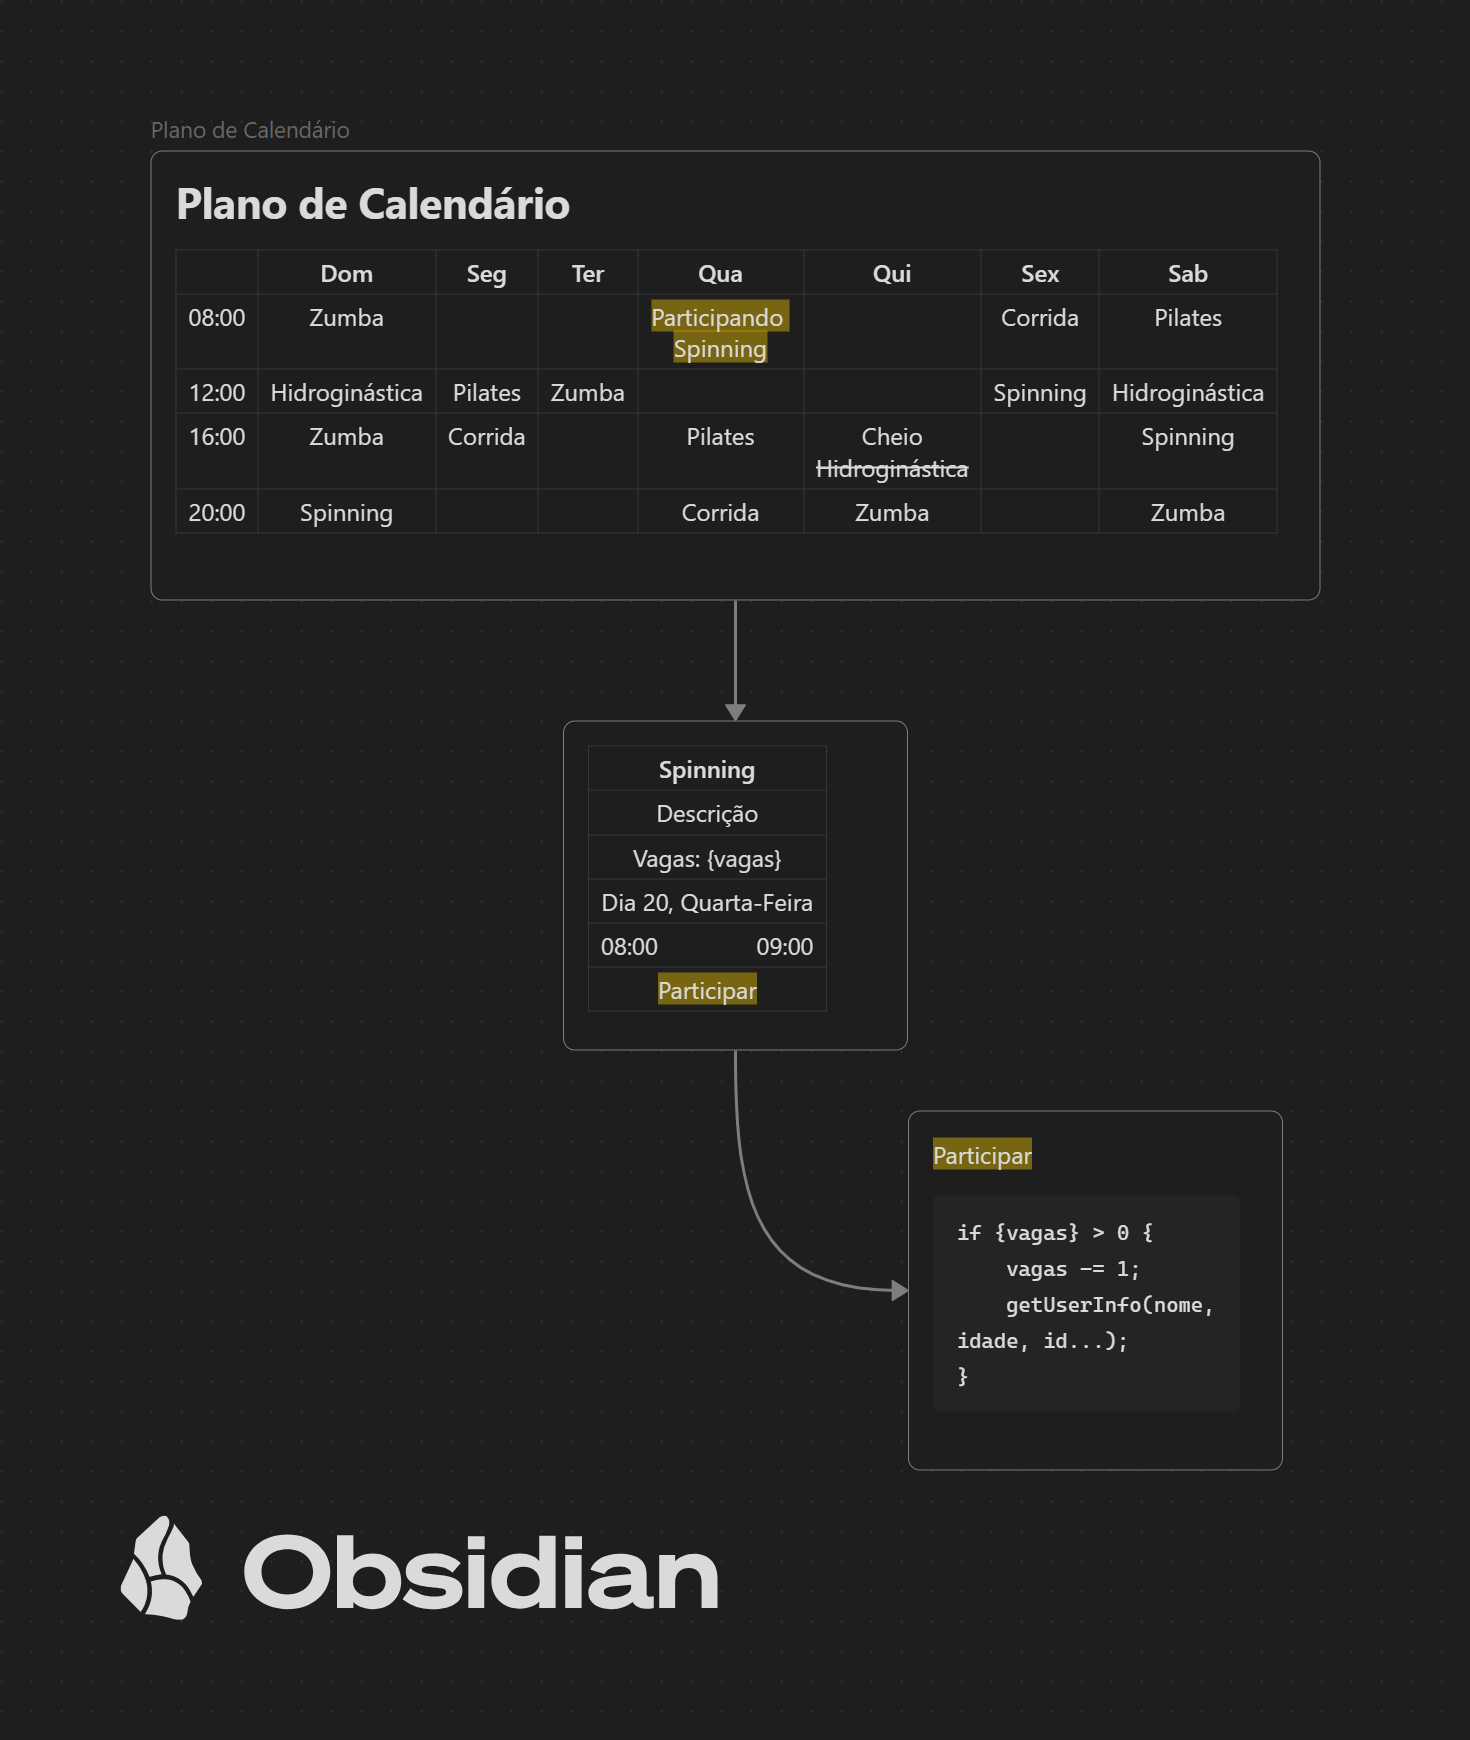 Plano de Calendário
Plano de Calendário
Dom Seg Ter Qua Qui Sex Sab
08:00 Zumba Participando Spinning Corrida Pilates
12:00 Hidroginástica Pilates Zumba Spinning Hidroginástica
16:00 Zumba Corrida Pilates Cheio Hidroginástica Spinning
20:00 Spinning Corrida Zumba Zumba
Spinning
Descrição
Vagas: {vagas}
Dia 20, Quarta-Feira
08:00 09:00
Participar
Participar
if {vagas} > 0 {
vagas -= 1;
getUserInfo(nome,
idade, id...);
}
Obsidian